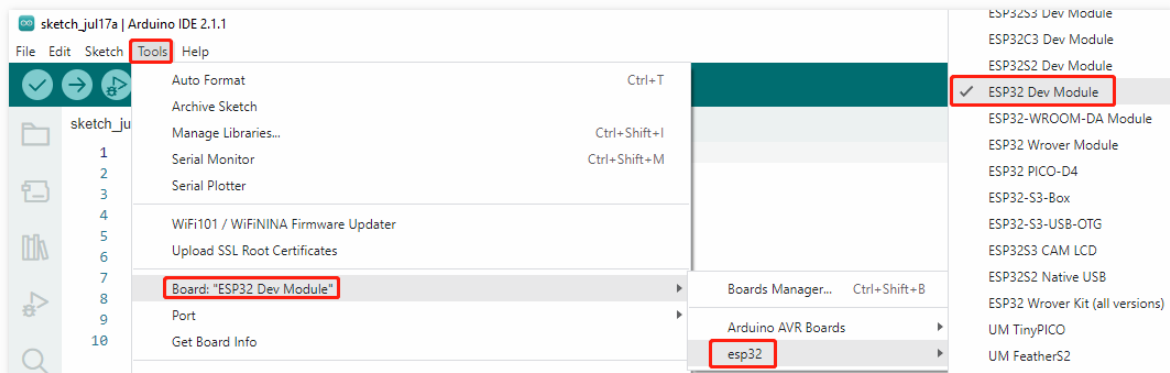 sketch_jul17a | Arduino IDE 2.1.1
File Edit Sketch Tools Help
Auto Format Ctrl+T
Archive Sketch
Manage Libraries... Ctrl+Shift+I
Serial Monitor Ctrl+Shift+M
Serial Plotter
WiFi101 / WiFiNINA Firmware Updater
Upload SSL Root Certificates
Board: "ESP32 Dev Module"
Port
Get Board Info
sketch_ju
1
2
3
4
5
6
7
8
9
10
Boards Manager... Ctrl+Shift+B
Arduino AVR Boards
esp32
ESP32S3 Dev Module
ESP32C3 Dev Module
ESP32S2 Dev Module
ESP32 Dev Module
ESP32-WROOM-DA Module
ESP32 Wrover Module
ESP32 PICO-D4
ESP32-S3-Box
ESP32-S3-USB-OTG
ESP32S3 CAM LCD
ESP32S2 Native USB
ESP32 Wrover Kit (all versions)
UM TinyPICO
UM FeatherS2